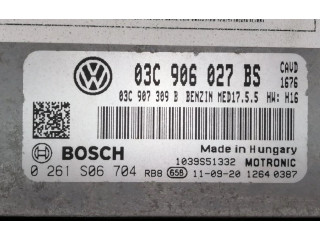 03C 906 027 BS CAVD
1676
03C 907 309 B BENZIN MED17.5.5 HW: H16
Made in Hungary
BOSCH 1039S51332 MOTRONIC
0 261 S06 704 RB8 658 11-09-20 1264 0387